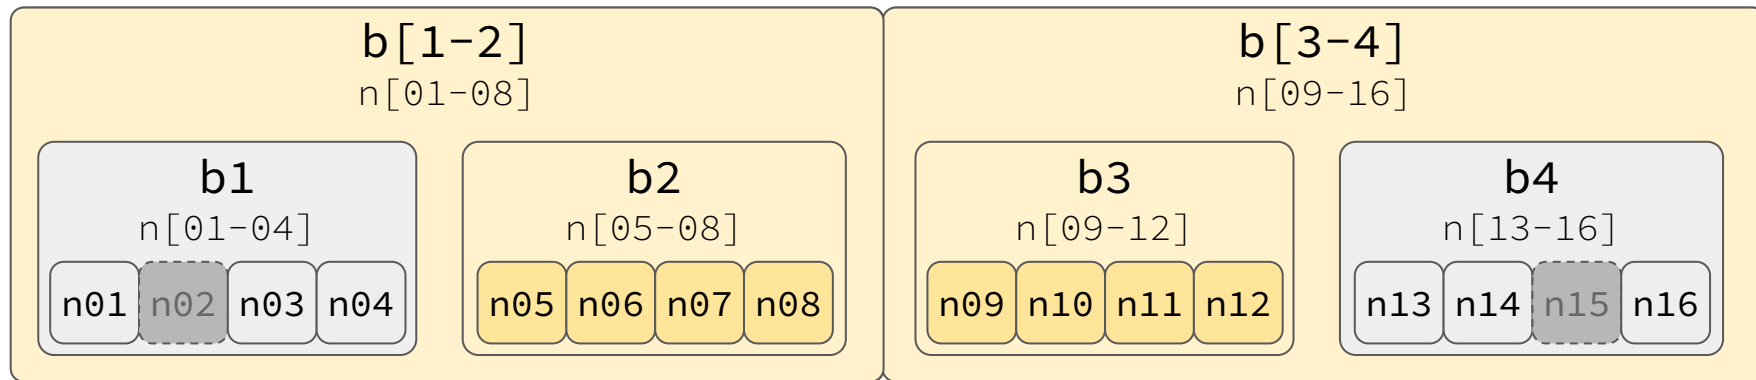 b[1-2]
n[01-08]
b[3-4]
n[09-16]
b1
n[01-04]
n01 n02 n03 n04
b2
n[05-08]
n05 n06 n07 n08
b3
n[09-12]
n09 n10 n11 n12
b4
n[13-16]
n13 n14 n15 n16